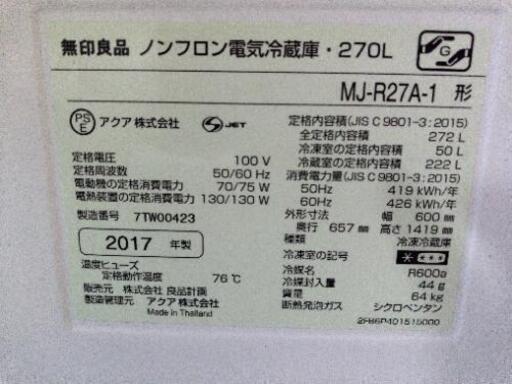 無印良品 ノンフロン電気冷蔵庫・270L
G
MJ-R27A-1 形
PS E アクア株式会社 S JET
定格電圧 100 V
定格周波数 50/60 Hz
電動機の定格消費電力 70/75 W
電熱装置の定格消費電力 130/130 W
製造番号 7TW00423
2017 年製
温度ヒューズ
定格動作温度 76℃
販売元 株式会社 良品計画
製造管理元 アクア 株式会社
Made in Thailand
定格内容積(JIS C 9801-3:2015)
全定格内容積 272 L
冷凍室の定格内容積 50 L
冷蔵室の定格内容積 222 L
消費電力量(JIS C 9801-3:2015)
50Hz 419 kWh/年
60Hz 426 kWh/年
外形寸法 幅 600 ㎜
奥行 657 ㎜ 高さ 1419 ㎜
種類 冷凍冷蔵庫
冷凍室の記号
冷媒 R600a
冷媒封入量 44 g
質量 64 kg
断熱発泡ガス シクロペンタン